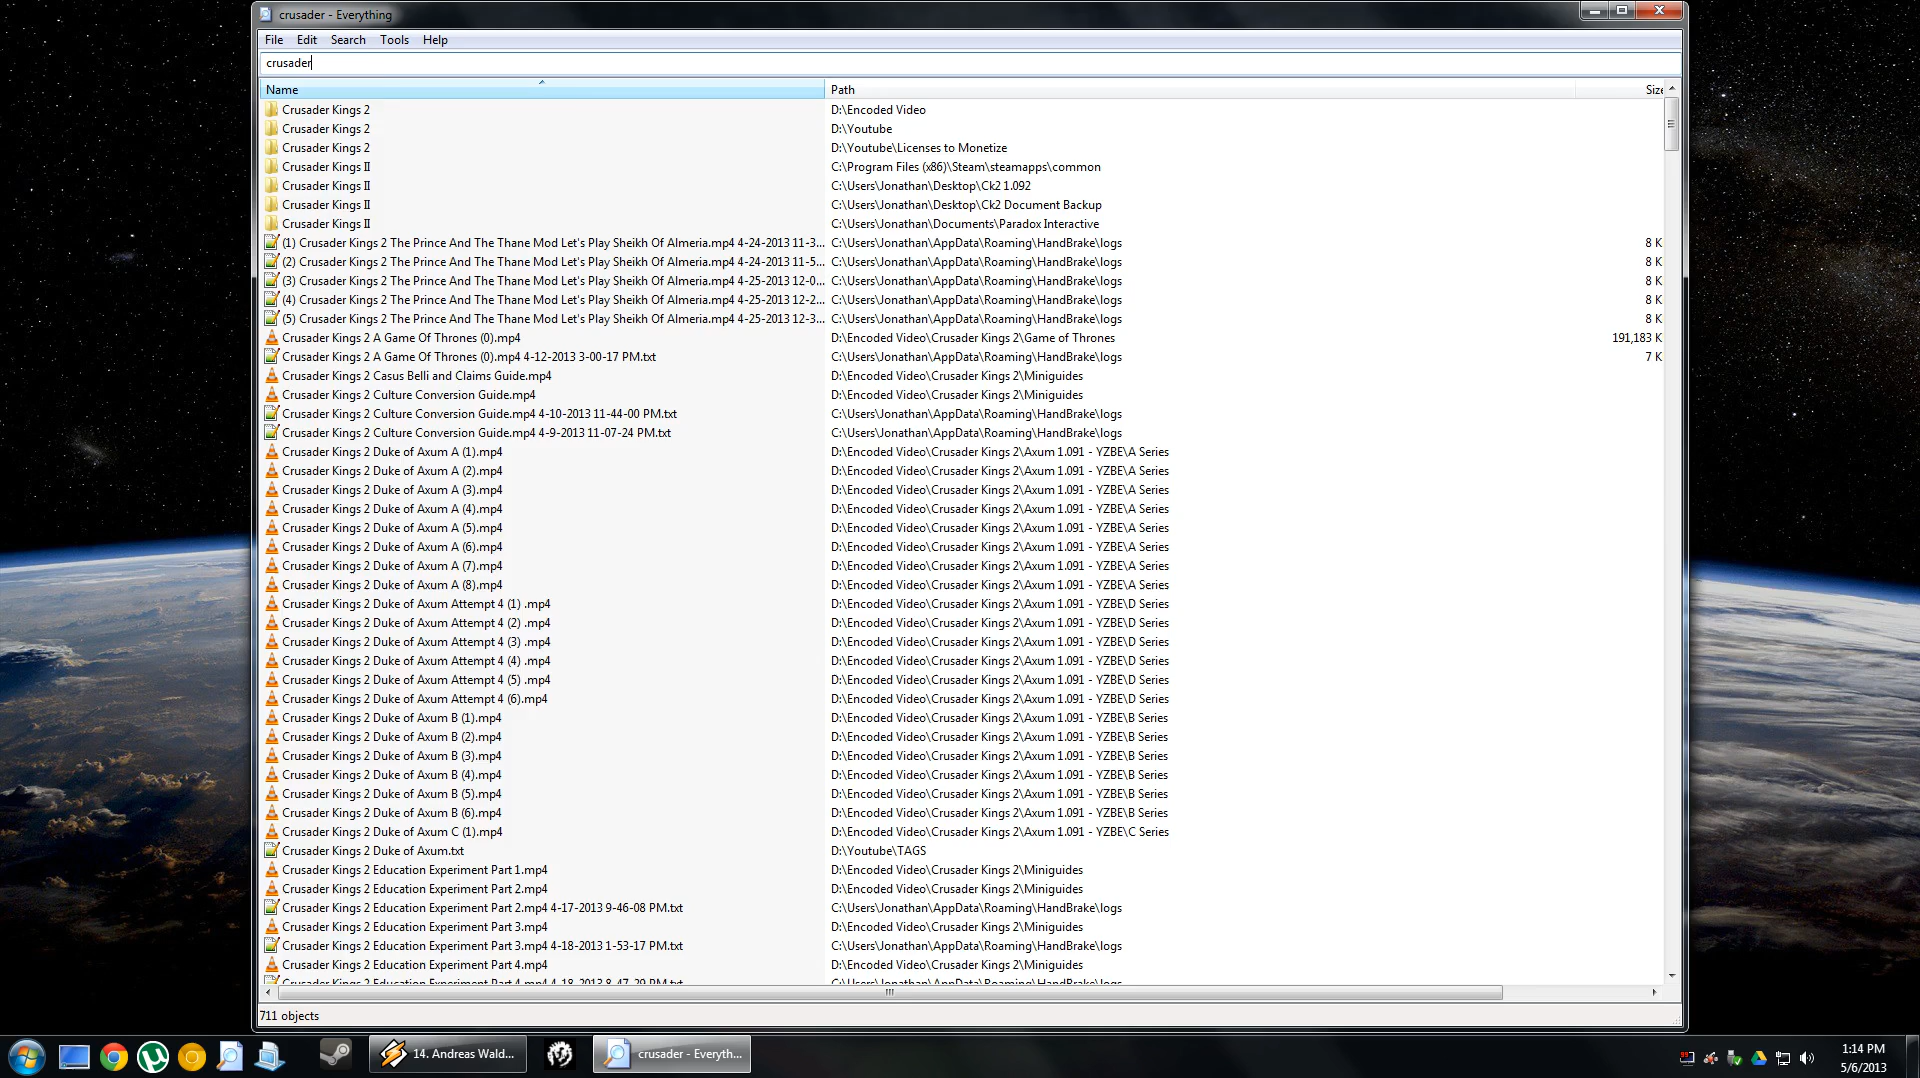 crusader - Everything
File Edit Search Tools Help
crusader
Name Path Size
Crusader Kings 2 D:\Encoded Video
Crusader Kings 2 D:\Youtube
Crusader Kings 2 D:\Youtube\Licenses to Monetize
Crusader Kings II C:\Program Files (x86)\Steam\steamapps\common
Crusader Kings II C:\Users\Jonathan\Desktop\Ck2 1.092
Crusader Kings II C:\Users\Jonathan\Desktop\Ck2 Document Backup
Crusader Kings II C:\Users\Jonathan\Documents\Paradox Interactive
(1) Crusader Kings 2 The Prince And The Thane Mod Let's Play Sheikh Of Almeria.mp4 4-24-2013 11-3... C:\Users\Jonathan\AppData\Roaming\HandBrake\logs 8 K
(2) Crusader Kings 2 The Prince And The Thane Mod Let's Play Sheikh Of Almeria.mp4 4-24-2013 11-5... C:\Users\Jonathan\AppData\Roaming\HandBrake\logs 8 K
(3) Crusader Kings 2 The Prince And The Thane Mod Let's Play Sheikh Of Almeria.mp4 4-25-2013 12-0... C:\Users\Jonathan\AppData\Roaming\HandBrake\logs 8 K
(4) Crusader Kings 2 The Prince And The Thane Mod Let's Play Sheikh Of Almeria.mp4 4-25-2013 12-2... C:\Users\Jonathan\AppData\Roaming\HandBrake\logs 8 K
(5) Crusader Kings 2 The Prince And The Thane Mod Let's Play Sheikh Of Almeria.mp4 4-25-2013 12-3... C:\Users\Jonathan\AppData\Roaming\HandBrake\logs 8 K
Crusader Kings 2 A Game Of Thrones (0).mp4 D:\Encoded Video\Crusader Kings 2\Game of Thrones 191,183 K
Crusader Kings 2 A Game Of Thrones (0).mp4 4-12-2013 3-00-17 PM.txt C:\Users\Jonathan\AppData\Roaming\HandBrake\logs 7 K
Crusader Kings 2 Casus Belli and Claims Guide.mp4 D:\Encoded Video\Crusader Kings 2\Miniguides
Crusader Kings 2 Culture Conversion Guide.mp4 D:\Encoded Video\Crusader Kings 2\Miniguides
Crusader Kings 2 Culture Conversion Guide.mp4 4-10-2013 11-44-00 PM.txt C:\Users\Jonathan\AppData\Roaming\HandBrake\logs
Crusader Kings 2 Culture Conversion Guide.mp4 4-9-2013 11-07-24 PM.txt C:\Users\Jonathan\AppData\Roaming\HandBrake\logs
Crusader Kings 2 Duke of Axum A (1).mp4 D:\Encoded Video\Crusader Kings 2\Axum 1.091 - YZBE\A Series
Crusader Kings 2 Duke of Axum A (2).mp4 D:\Encoded Video\Crusader Kings 2\Axum 1.091 - YZBE\A Series
Crusader Kings 2 Duke of Axum A (3).mp4 D:\Encoded Video\Crusader Kings 2\Axum 1.091 - YZBE\A Series
Crusader Kings 2 Duke of Axum A (4).mp4 D:\Encoded Video\Crusader Kings 2\Axum 1.091 - YZBE\A Series
Crusader Kings 2 Duke of Axum A (5).mp4 D:\Encoded Video\Crusader Kings 2\Axum 1.091 - YZBE\A Series
Crusader Kings 2 Duke of Axum A (6).mp4 D:\Encoded Video\Crusader Kings 2\Axum 1.091 - YZBE\A Series
Crusader Kings 2 Duke of Axum A (7).mp4 D:\Encoded Video\Crusader Kings 2\Axum 1.091 - YZBE\A Series
Crusader Kings 2 Duke of Axum A (8).mp4 D:\Encoded Video\Crusader Kings 2\Axum 1.091 - YZBE\A Series
Crusader Kings 2 Duke of Axum Attempt 4 (1) .mp4 D:\Encoded Video\Crusader Kings 2\Axum 1.091 - YZBE\D Series
Crusader Kings 2 Duke of Axum Attempt 4 (2) .mp4 D:\Encoded Video\Crusader Kings 2\Axum 1.091 - YZBE\D Series
Crusader Kings 2 Duke of Axum Attempt 4 (3) .mp4 D:\Encoded Video\Crusader Kings 2\Axum 1.091 - YZBE\D Series
Crusader Kings 2 Duke of Axum Attempt 4 (4) .mp4 D:\Encoded Video\Crusader Kings 2\Axum 1.091 - YZBE\D Series
Crusader Kings 2 Duke of Axum Attempt 4 (5) .mp4 D:\Encoded Video\Crusader Kings 2\Axum 1.091 - YZBE\D Series
Crusader Kings 2 Duke of Axum Attempt 4 (6).mp4 D:\Encoded Video\Crusader Kings 2\Axum 1.091 - YZBE\D Series
Crusader Kings 2 Duke of Axum B (1).mp4 D:\Encoded Video\Crusader Kings 2\Axum 1.091 - YZBE\B Series
Crusader Kings 2 Duke of Axum B (2).mp4 D:\Encoded Video\Crusader Kings 2\Axum 1.091 - YZBE\B Series
Crusader Kings 2 Duke of Axum B (3).mp4 D:\Encoded Video\Crusader Kings 2\Axum 1.091 - YZBE\B Series
Crusader Kings 2 Duke of Axum B (4).mp4 D:\Encoded Video\Crusader Kings 2\Axum 1.091 - YZBE\B Series
Crusader Kings 2 Duke of Axum B (5).mp4 D:\Encoded Video\Crusader Kings 2\Axum 1.091 - YZBE\B Series
Crusader Kings 2 Duke of Axum B (6).mp4 D:\Encoded Video\Crusader Kings 2\Axum 1.091 - YZBE\B Series
Crusader Kings 2 Duke of Axum C (1).mp4 D:\Encoded Video\Crusader Kings 2\Axum 1.091 - YZBE\C Series
Crusader Kings 2 Duke of Axum.txt D:\Youtube\TAGS
Crusader Kings 2 Education Experiment Part 1.mp4 D:\Encoded Video\Crusader Kings 2\Miniguides
Crusader Kings 2 Education Experiment Part 2.mp4 D:\Encoded Video\Crusader Kings 2\Miniguides
Crusader Kings 2 Education Experiment Part 2.mp4 4-17-2013 9-46-08 PM.txt C:\Users\Jonathan\AppData\Roaming\HandBrake\logs
Crusader Kings 2 Education Experiment Part 3.mp4 D:\Encoded Video\Crusader Kings 2\Miniguides
Crusader Kings 2 Education Experiment Part 3.mp4 4-18-2013 1-53-17 PM.txt C:\Users\Jonathan\AppData\Roaming\HandBrake\logs
Crusader Kings 2 Education Experiment Part 4.mp4 D:\Encoded Video\Crusader Kings 2\Miniguides
Crusader Kings 2 Education Experiment Part 4.mp4 4-18-2013 8-47-29 PM.txt C:\Users\Jonathan\AppData\Roaming\HandBrake\logs
711 objects
14. Andreas Wald... crusader - Everyth... 1:14 PM
5/6/2013